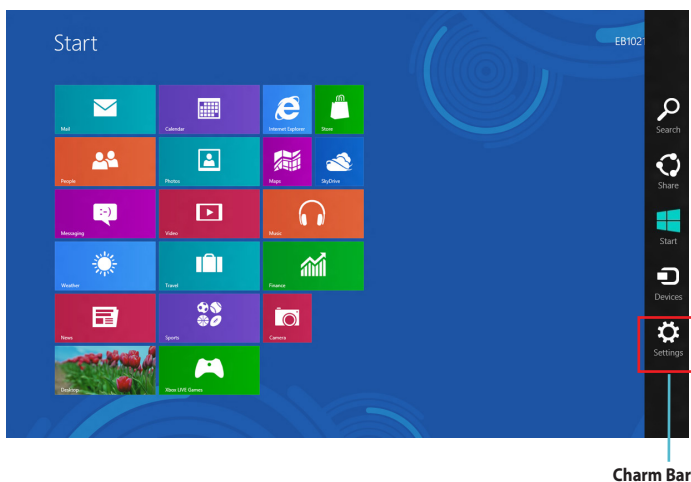 Start
EB1021
Search
Share
Start
Devices
Settings
Mail
Calendar
Internet Explorer
Store
People
Photos
Maps
SkyDrive
Messaging
:-)
Video
Music
Weather
Travel
Finance
News
Sports
Camera
Desktop
Xbox LIVE Games
Charm Bar